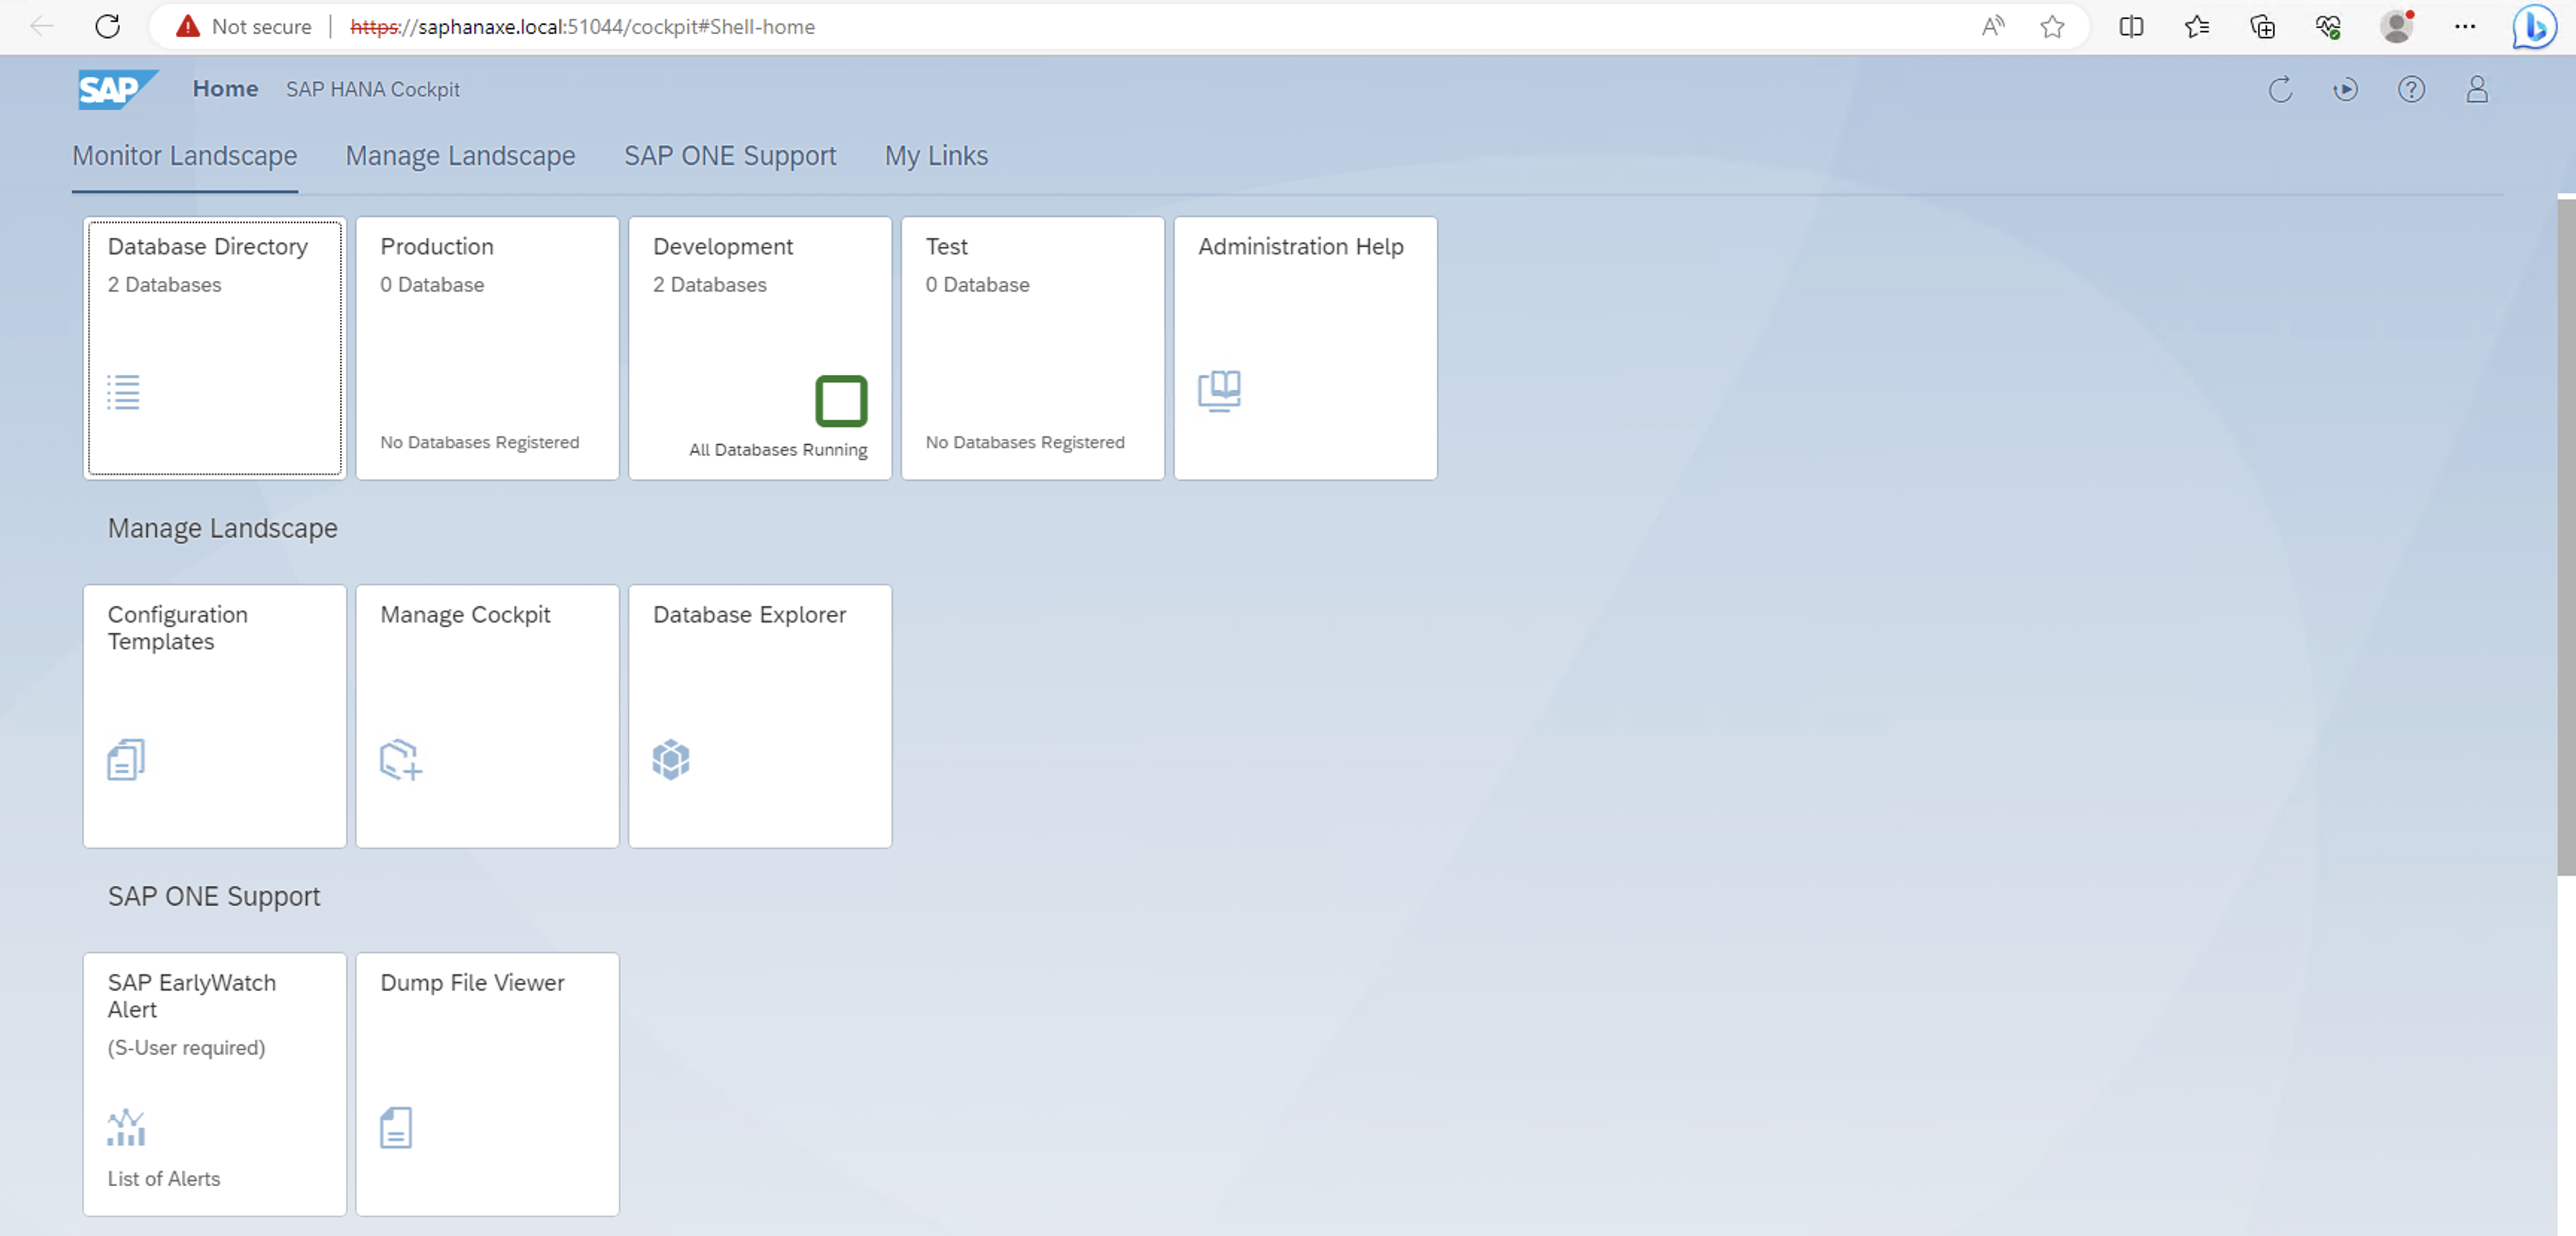 Not secure
https://saphanaxe.local:51044/cockpit#Shell-home
SAP Home SAP HANA Cockpit
Monitor Landscape Manage Landscape SAP ONE Support My Links
Database Directory
2 Databases
Production
0 Database
No Databases Registered
Development
2 Databases
All Databases Running
Test
0 Database
No Databases Registered
Administration Help
Manage Landscape
Configuration
Templates
Manage Cockpit
Database Explorer
SAP ONE Support
SAP EarlyWatch
Alert
(S-User required)
List of Alerts
Dump File Viewer